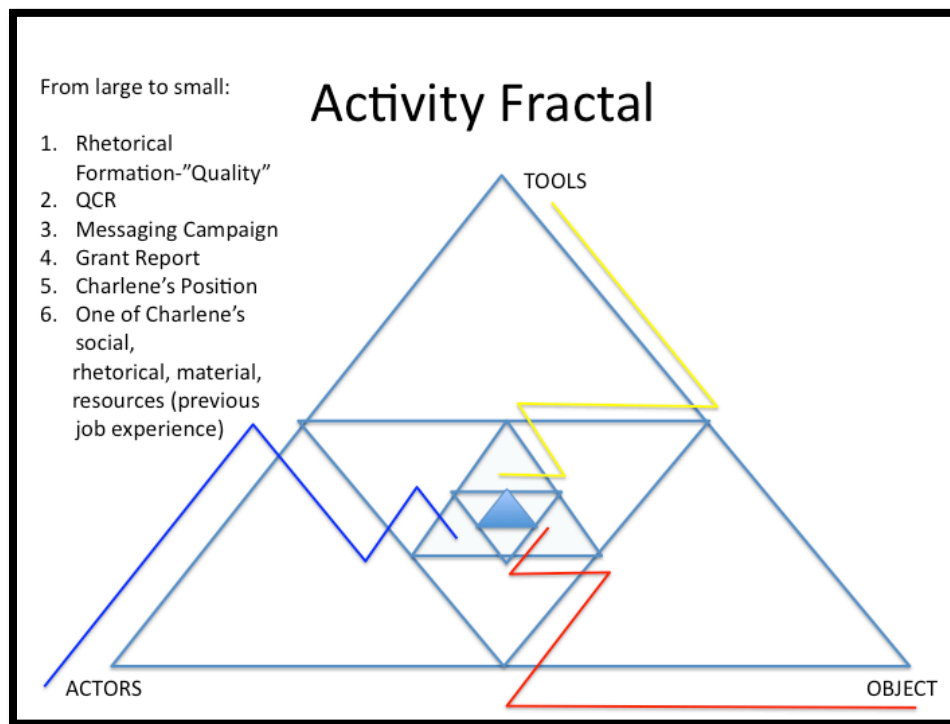 From large to small:
Activity Fractal
1. Rhetorical
Formation-”Quality”
2. QCR
3. Messaging Campaign
4. Grant Report
5. Charlene’s Position
6. One of Charlene’s
social,
rhetorical, material,
resources (previous
job experience)
TOOLS
ACTORS
OBJECT